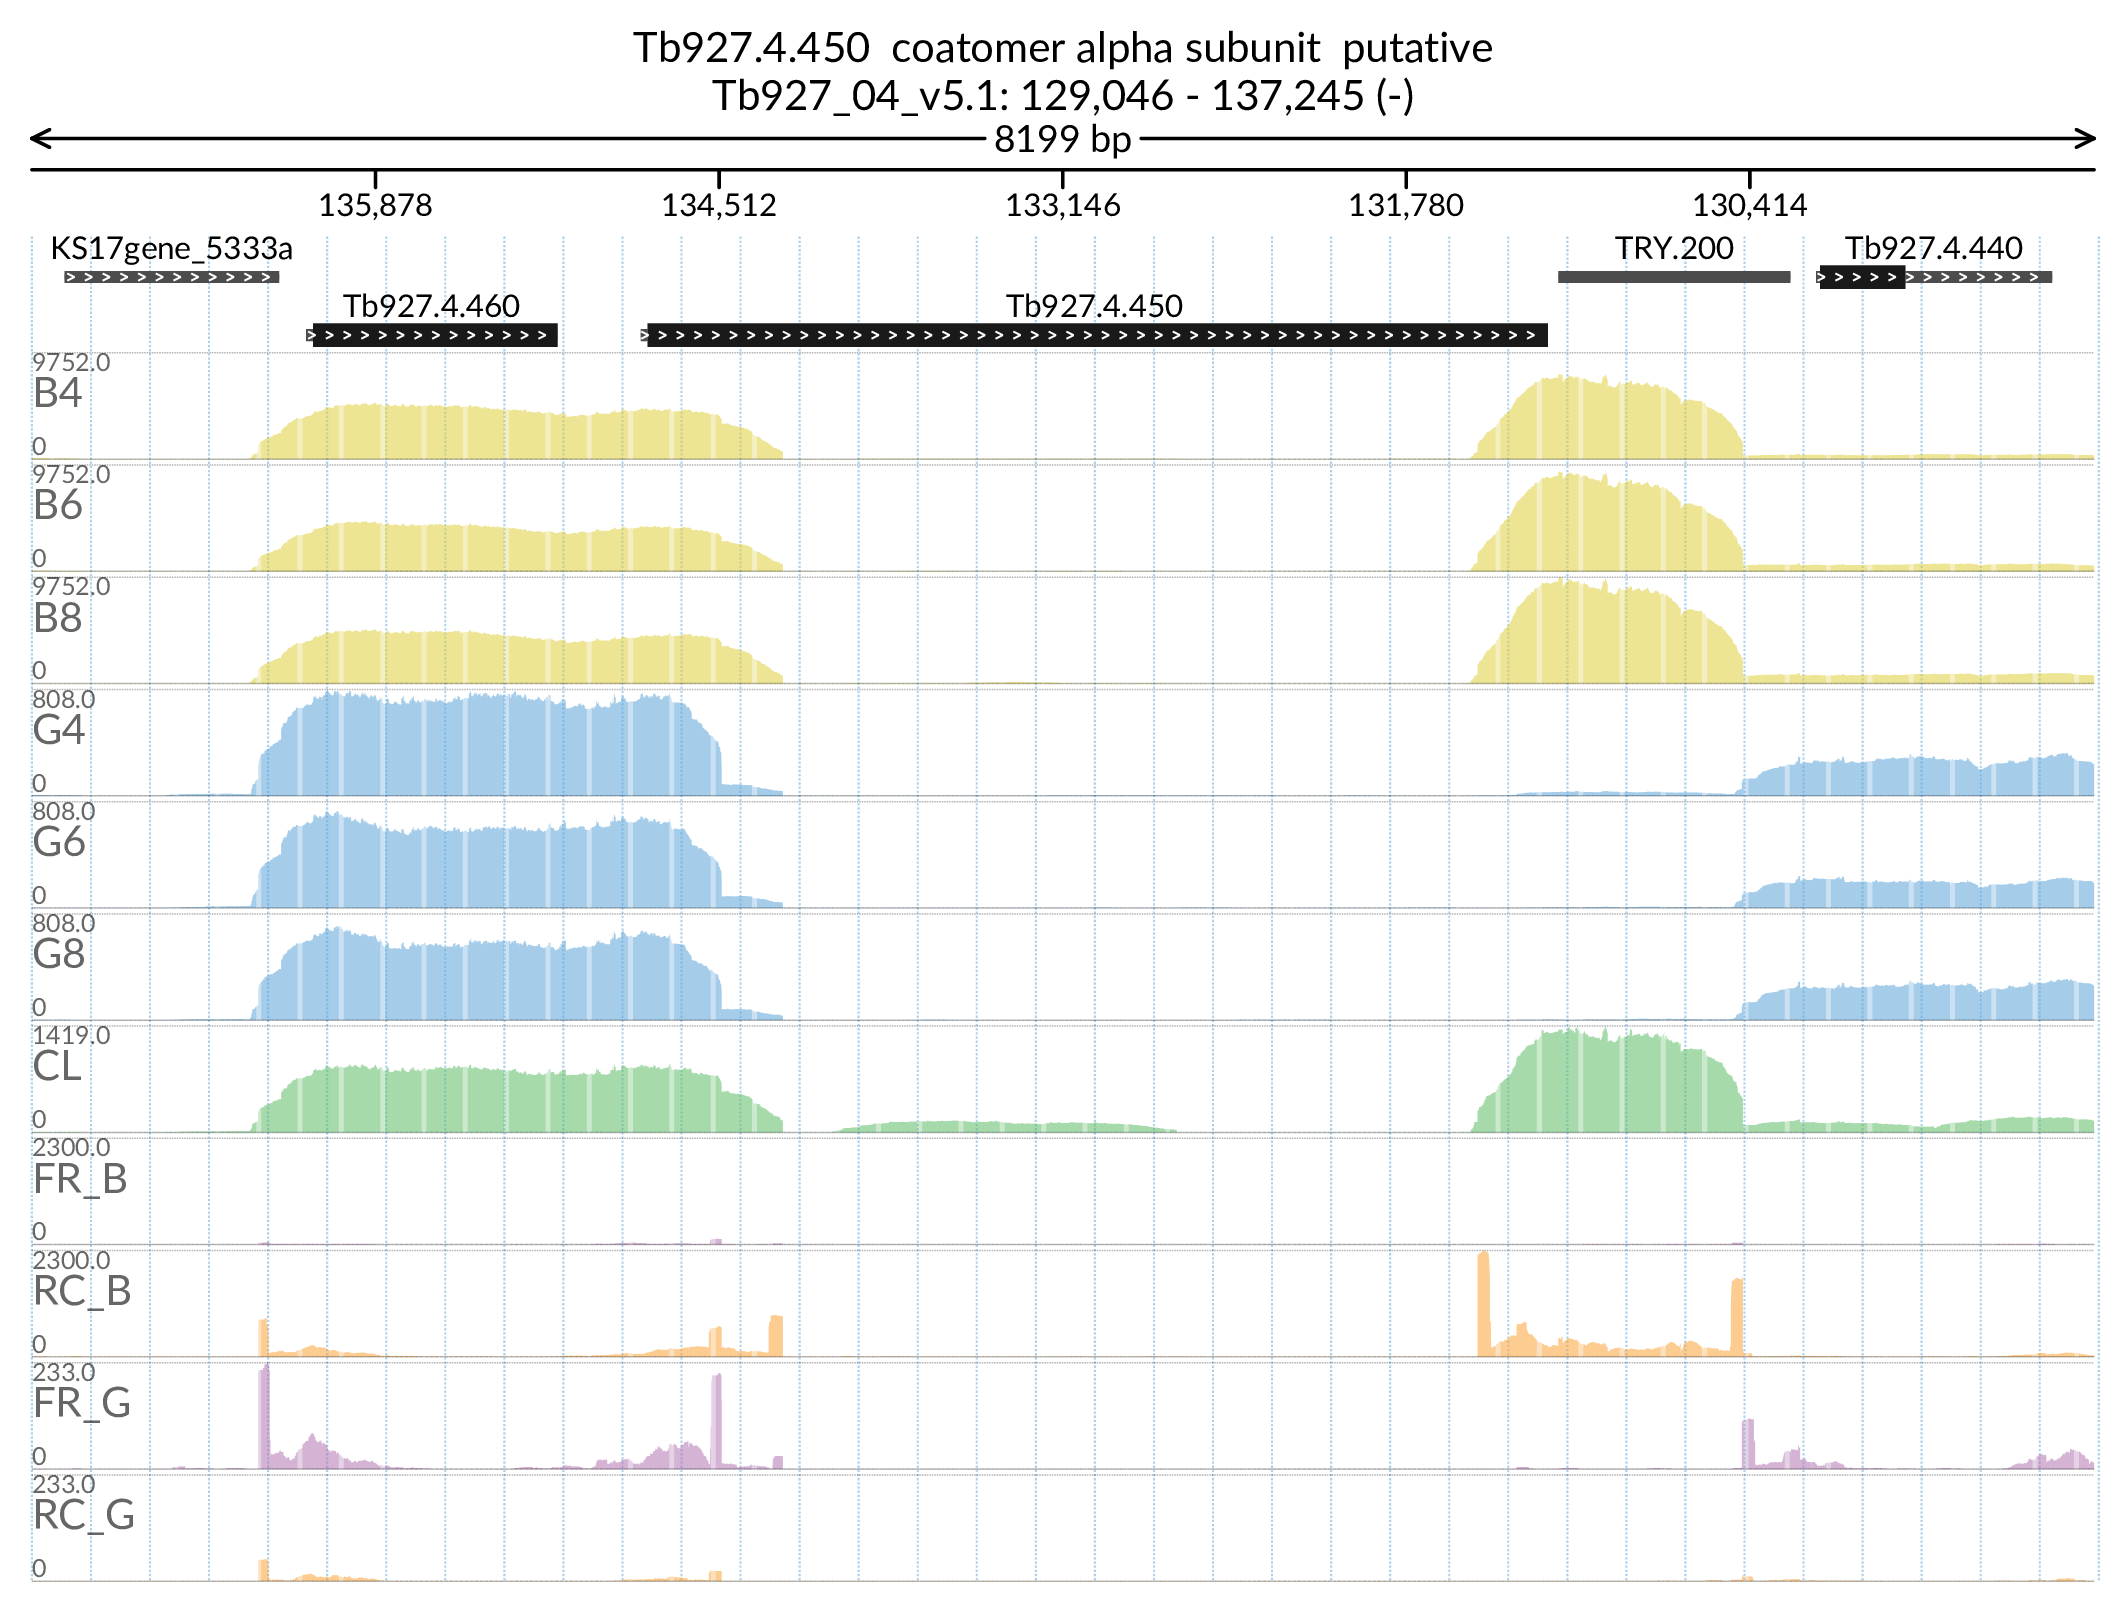 Tb927.4.450  coatomer alpha subunit  putative
Tb927_04_v5.1: 129,046 - 137,245 (-)
8199 bp
135,878 134,512 133,146 131,780 130,414
KS17gene_5333a TRY.200 Tb927.4.440
Tb927.4.460 Tb927.4.450
9752.0
B4
0
9752.0
B6
0
9752.0
B8
0
808.0
G4
0
808.0
G6
0
808.0
G8
0
1419.0
CL
0
2300.0
FR_B
0
2300.0
RC_B
0
233.0
FR_G
0
233.0
RC_G
0